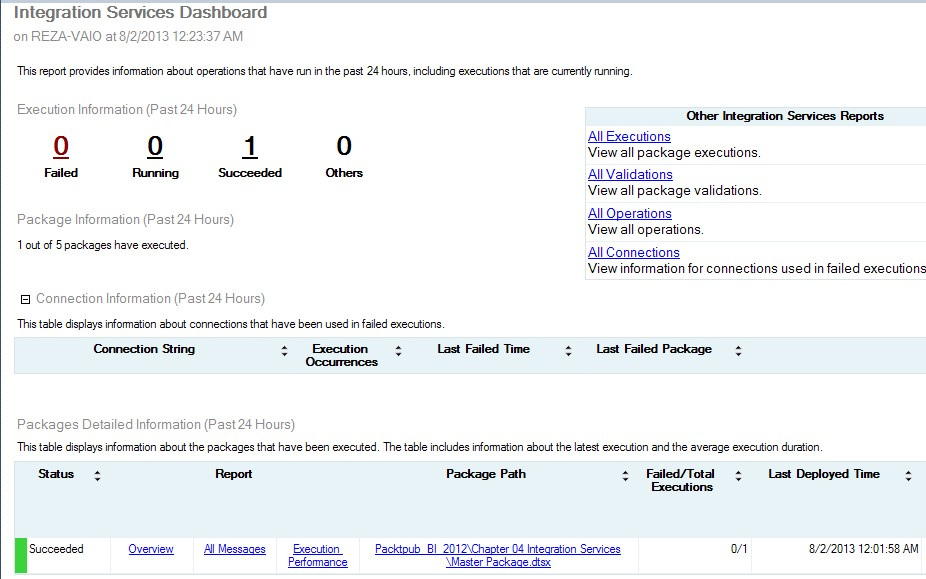 Integration Services Dashboard
on REZA-VAIO at 8/2/2013 12:23:37 AM
This report provides information about operations that have run in the past 24 hours, including executions that are currently running.
Execution Information (Past 24 Hours)
0 0 1 0
Failed Running Succeeded Others
Other Integration Services Reports
All Executions
View all package executions.
All Validations
View all package validations.
All Operations
View all operations.
All Connections
View information for connections used in failed executions
Package Information (Past 24 Hours)
1 out of 5 packages have executed.
Connection Information (Past 24 Hours)
This table displays information about connections that have been used in failed executions.
Connection String Execution Last Failed Time Last Failed Package
Occurrences
Packages Detailed Information (Past 24 Hours)
This table displays information about the packages that have been executed. The table includes information about the latest execution and the average execution duration.
Status Report Package Path Failed/Total Last Deployed Time
Executions
Succeeded Overview All Messages Execution Packtpub_BI_2012\Chapter 04 Integration Services 0/1 8/2/2013 12:01:58 AM
Performance \Master Package.dtsx